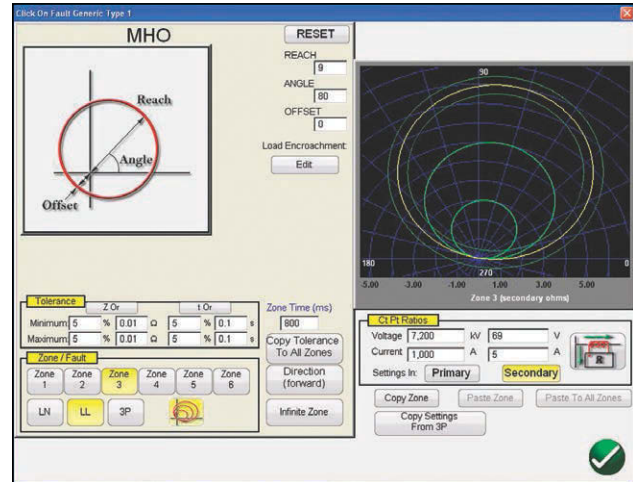 Click On Fault Generic Type 1
MHO
RESET
REACH
9
ANGLE
80
OFFSET
0
Load Encroachment:
Edit
Reach
Angle
Offset
90
180
0
270
-5.00 -3.00 -1.00 1.00 3.00 5.00
Zone 3 (secondary ohms)
Tolerance
Z Or t Or
Minimum: 5 % 0.01 Ω 5 % 0.1 s
Maximum: 5 % 0.01 Ω 5 % 0.1 s
Zone Time (ms)
800
Copy Tolerance
To All Zones
Zone / Fault
Zone 1 Zone 2 Zone 3 Zone 4 Zone 5 Zone 6
LN LL 3P
Direction
(forward)
Infinite Zone
Ct Pt Ratios
Voltage 7,200 kV 69 V
Current 1,000 A 5 A
Settings In: Primary Secondary
R
Copy Zone Paste Zone Paste To All Zones
Copy Settings
From 3P